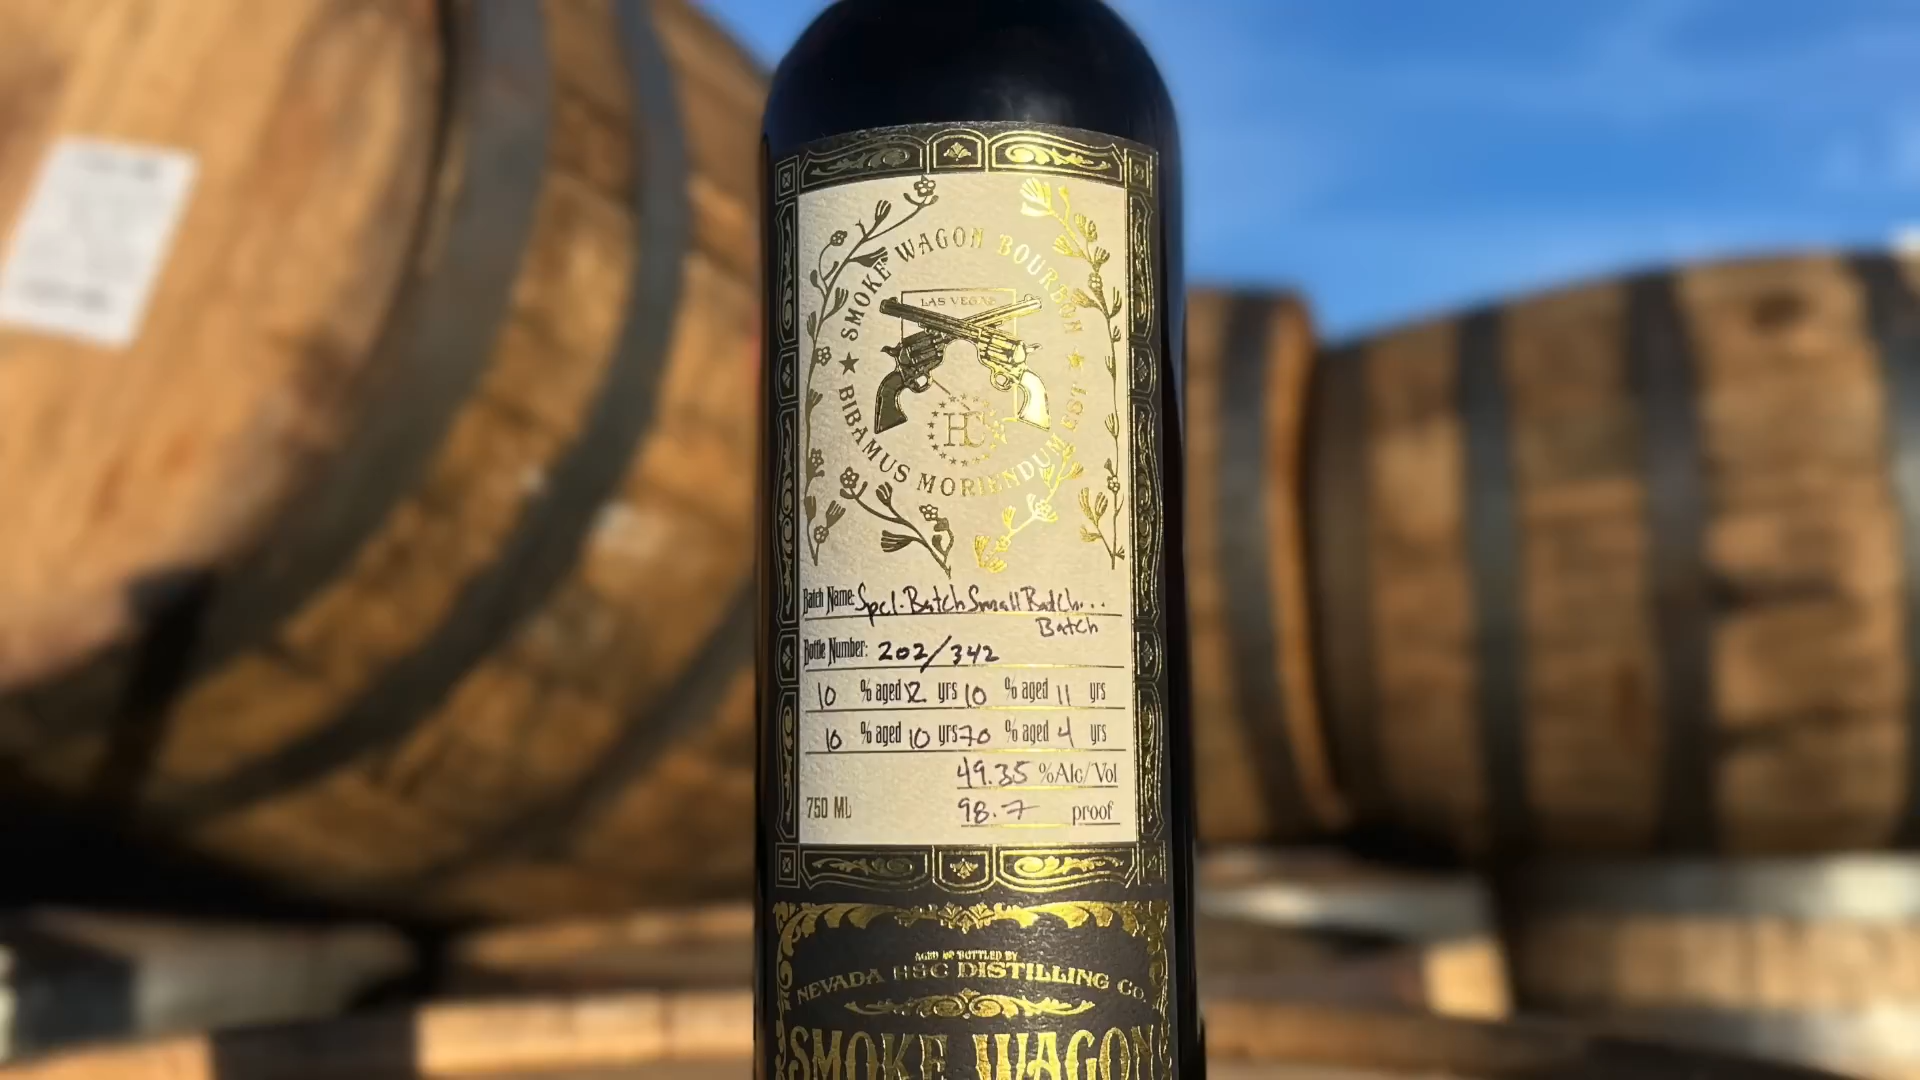 SMOKE WAGON BOURBON
LAS VEGAS
HC
BIBAMUS MORIENDUM EST
Batch Name: Spcl. Batch Small Batch...
Batch
Bottle Number: 202/342
10 % aged 12 yrs 10 % aged 11 yrs
10 % aged 10 yrs 70 % aged 4 yrs
49.35 % Alc/Vol
750 ML 98.7 proof
AGED AND BOTTLED BY
NEVADA H&C DISTILLING CO.
SMOKE WAGON